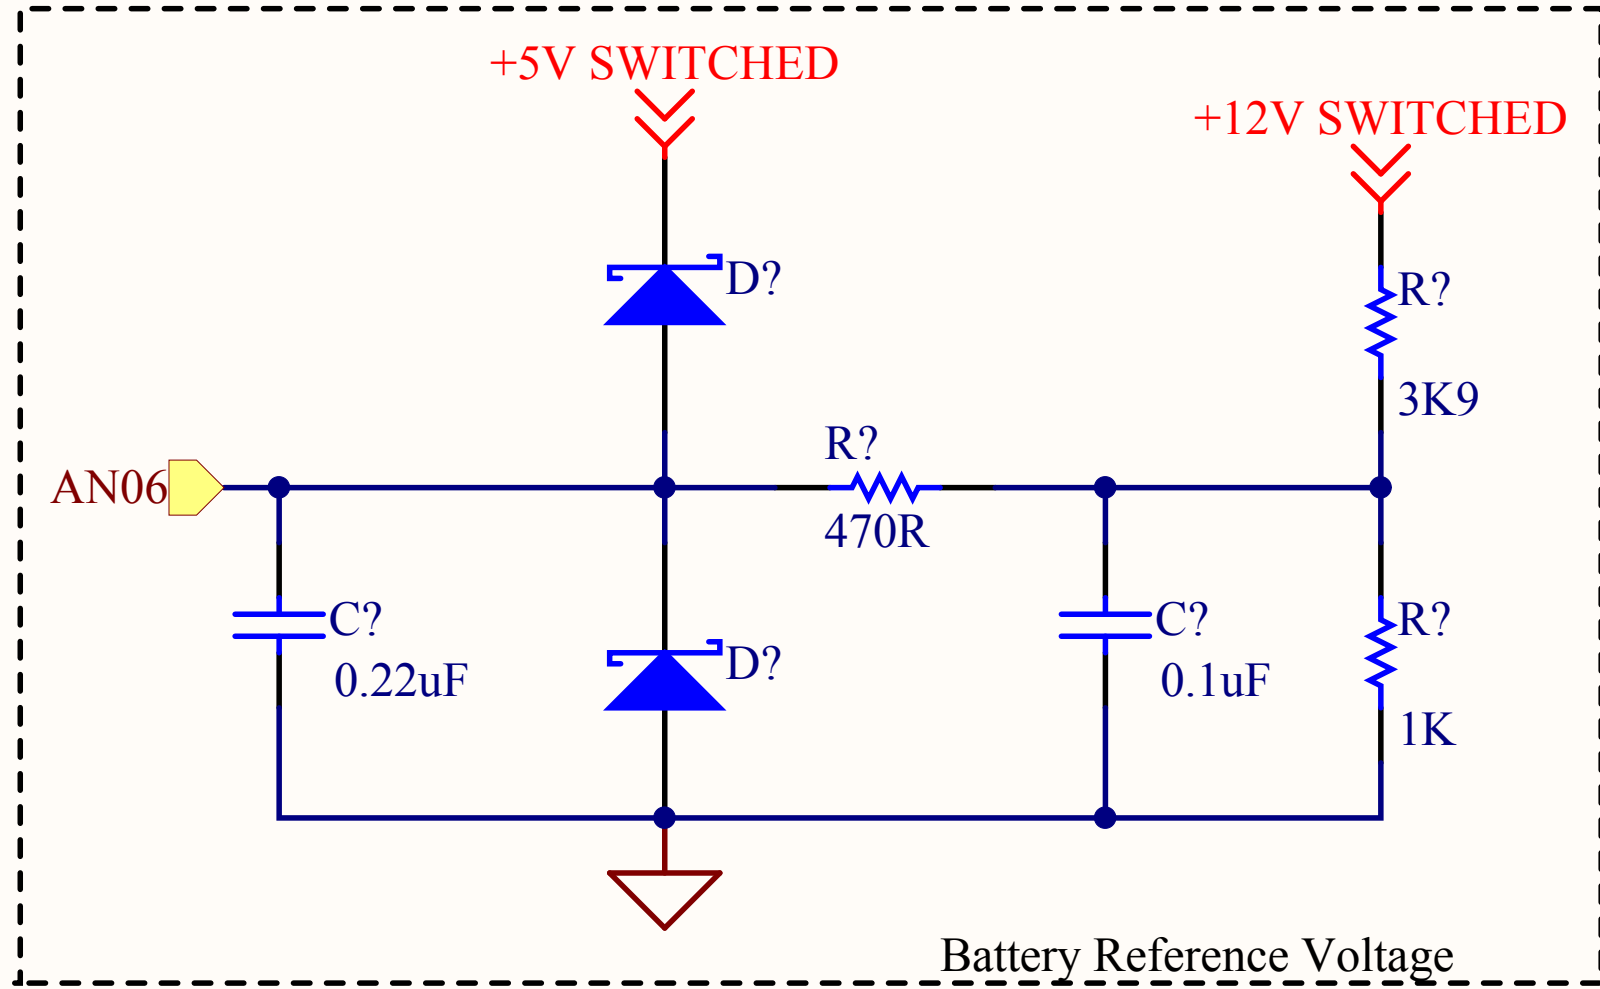 +5V SWITCHED
+12V SWITCHED
D?
R?
3K9
R?
AN06
470R
C?
0.22uF
D?
C?
0.1uF
R?
1K
Battery Reference Voltage